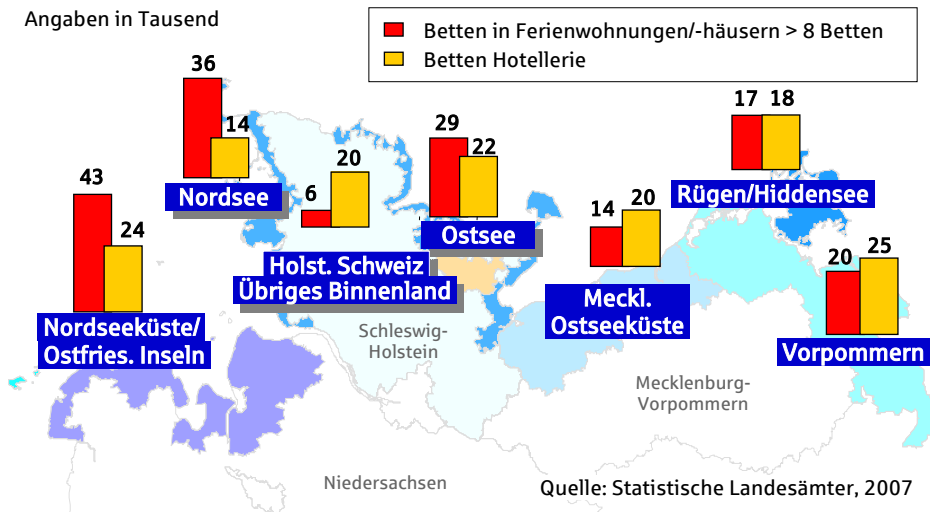 Angaben in Tausend
Betten in Ferienwohnungen/-häusern > 8 Betten
Betten Hotellerie
36
14
Nordsee
43
24
Nordseeküste/
Ostfries. Inseln
6
20
Holst. Schweiz
Übriges Binnenland
29
22
Ostsee
14
20
Meckl.
Ostseeküste
17
18
Rügen/Hiddensee
20
25
Vorpommern
Schleswig-
Holstein
Mecklenburg-
Vorpommern
Niedersachsen
Quelle: Statistische Landesämter, 2007